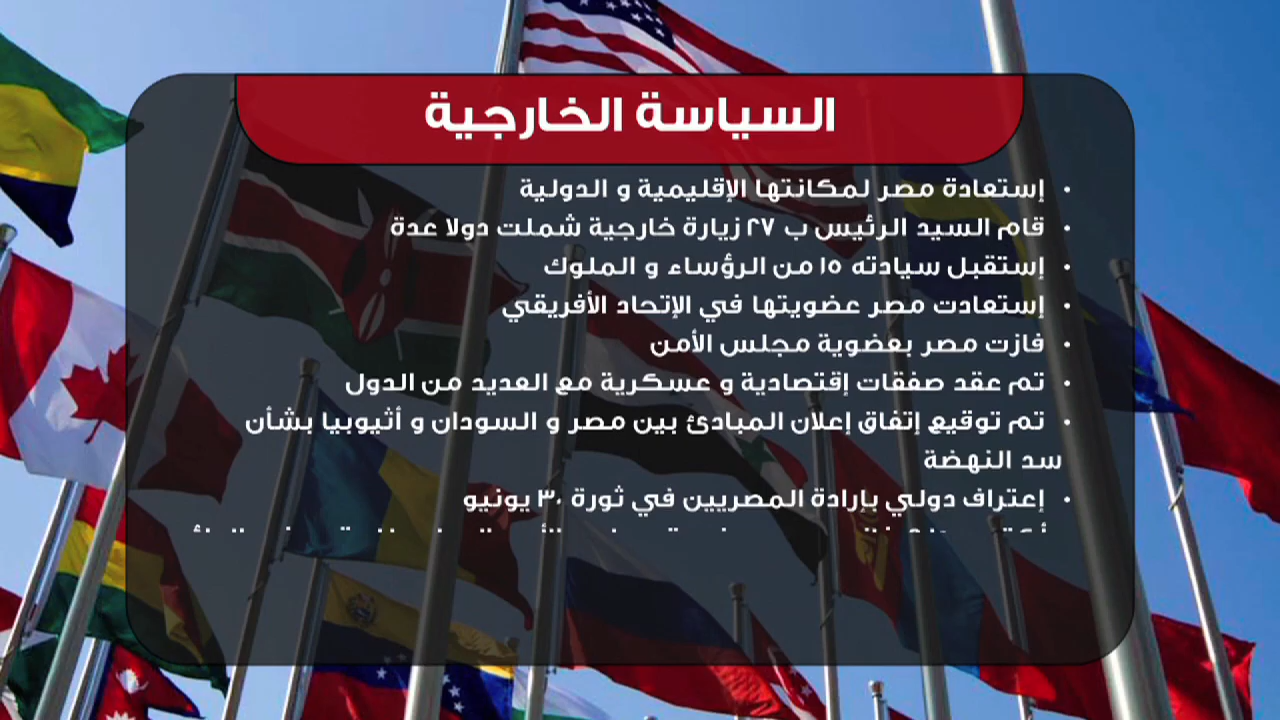 السياسة الخارجية
• إستعادة مصر لمكانتها الإقليمية و الدولية
• قام السيد الرئيس ب ٢٧ زيارة خارجية شملت دولا عدة
• إستقبل سيادته ١٥ من الرؤساء و الملوك
• إستعادت مصر عضويتها في الإتحاد الأفريقي
• فازت مصر بعضوية مجلس الأمن
• تم عقد صفقات إقتصادية و عسكرية مع العديد من الدول
• تم توقيع إتفاق إعلان المبادئ بين مصر و السودان و أثيوبيا بشأن
سد النهضة
• إعتراف دولي بإرادة المصريين في ثورة ٣٠ يونيو